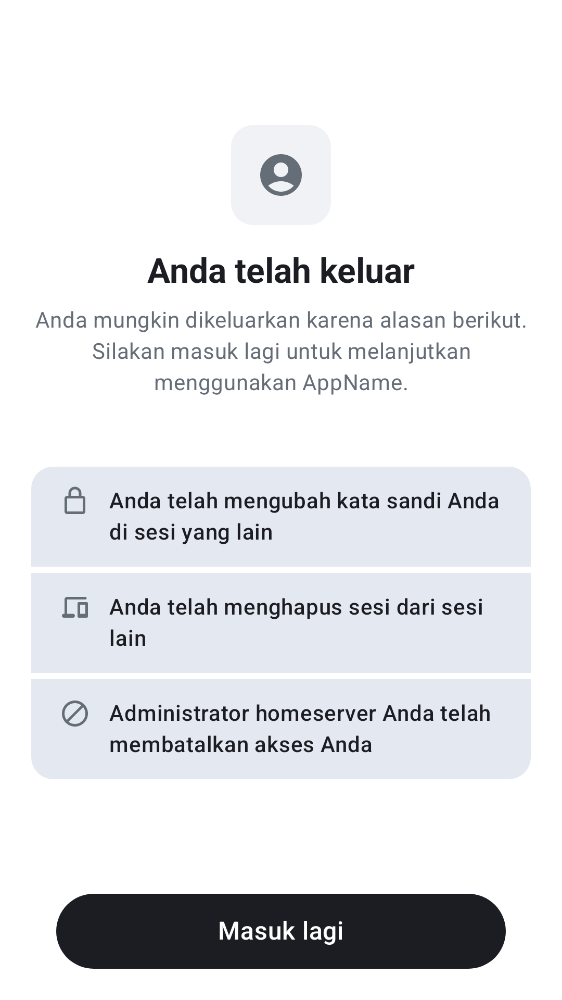 Anda telah keluar
Anda mungkin dikeluarkan karena alasan berikut.
Silakan masuk lagi untuk melanjutkan
menggunakan AppName.
Anda telah mengubah kata sandi Anda
di sesi yang lain
Anda telah menghapus sesi dari sesi
lain
Administrator homeserver Anda telah
membatalkan akses Anda
Masuk lagi